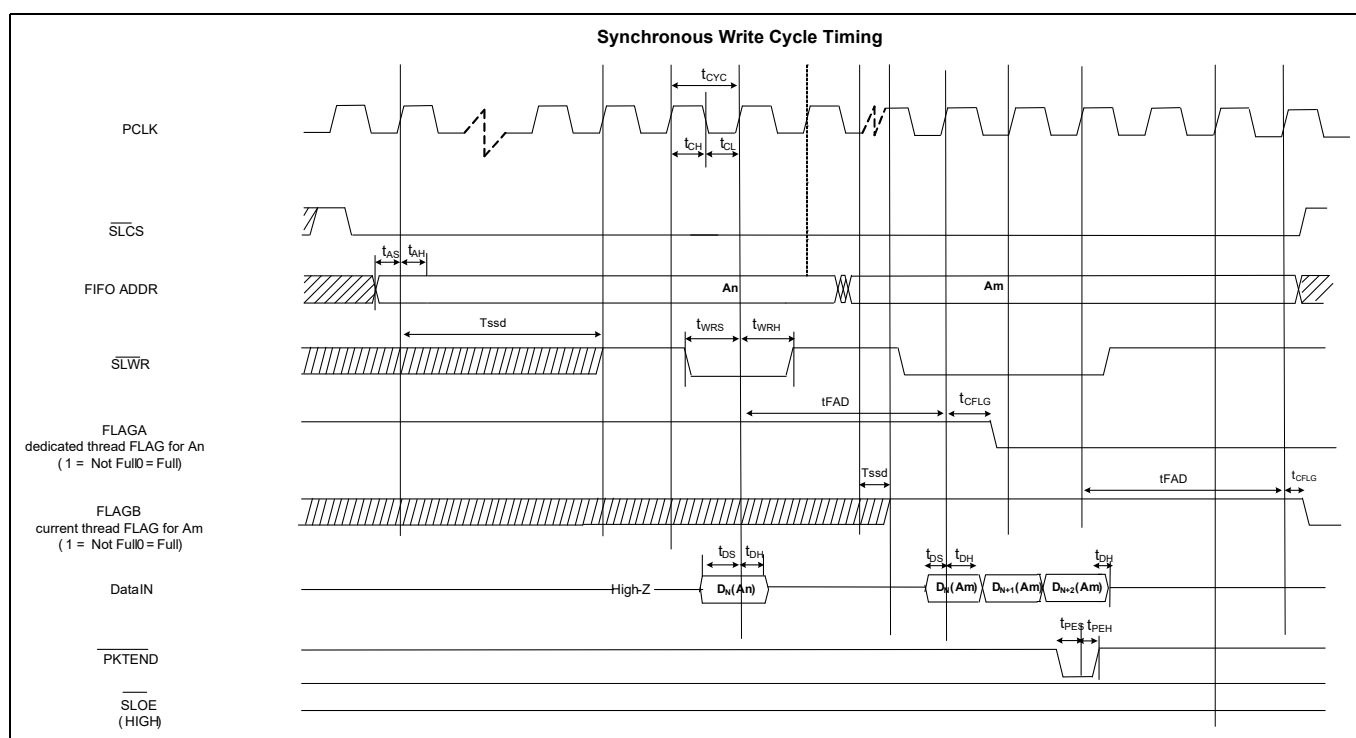 Synchronous Write Cycle Timing
tCYC
PCLK
tCH
tCL
SLCS
tAS
tAH
FIFO ADDR
An
Am
Tssd
tWRS
tWRH
SLWR
tFAD
tCFLG
FLAGA
dedicated thread FLAG for An
( 1 = Not Full0 = Full)
Tssd
tFAD
tCFLG
FLAGB
current thread FLAG for Am
(1 = Not Full0 = Full)
tDS
tDH
tDS
tDH
tDH
DataIN
High-Z
DN(An)
DN(Am)
DN+1(Am)
DN+2(Am)
tPES
tPEH
PKTEND
SLOE
(HIGH)